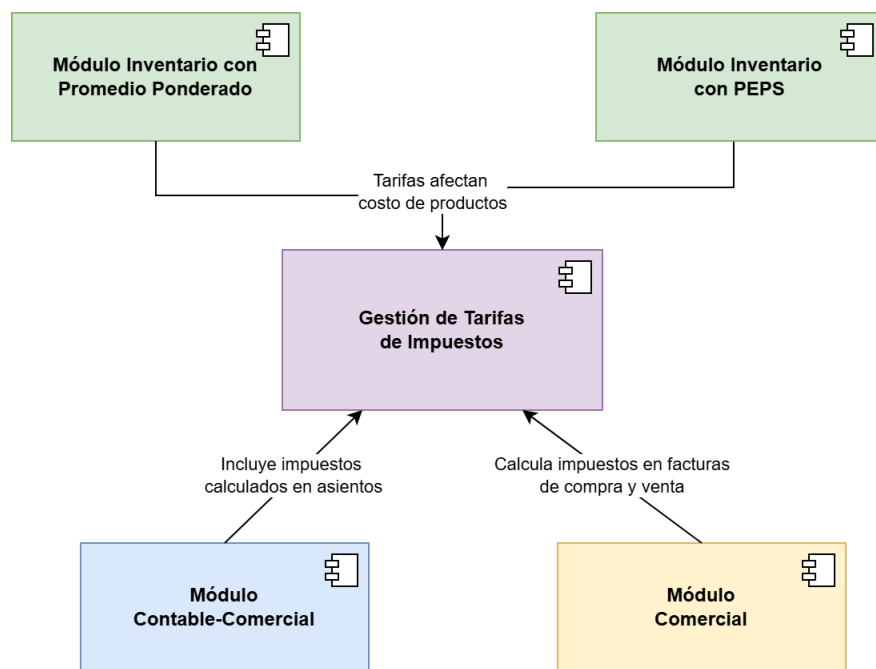 Módulo Inventario con
Promedio Ponderado
Módulo Inventario
con PEPS
Tarifas afectan
costo de productos
Gestión de Tarifas
de Impuestos
Incluye impuestos
calculados en asientos
Calcula impuestos en facturas
de compra y venta
Módulo
Contable-Comercial
Módulo
Comercial